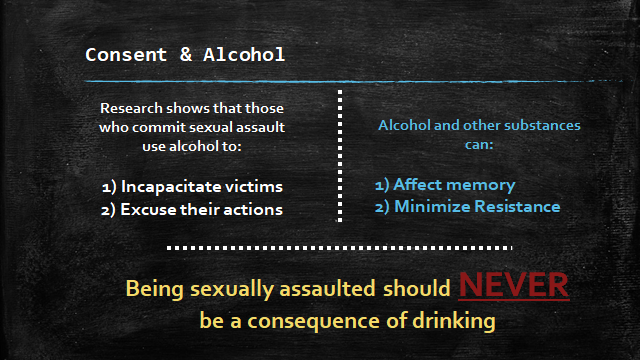 Consent & Alcohol
Research shows that those
who commit sexual assault
use alcohol to:
1) Incapacitate victims
2) Excuse their actions
Alcohol and other substances
can:
1) Affect memory
2) Minimize Resistance
Being sexually assaulted should NEVER
be a consequence of drinking